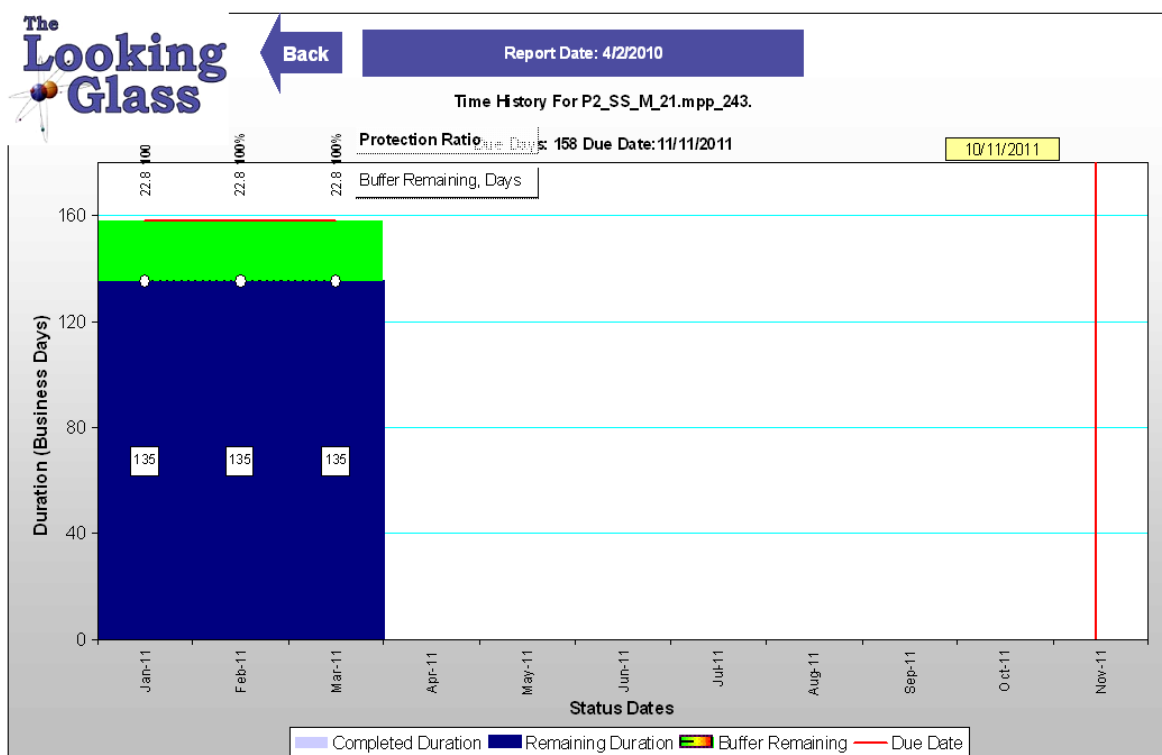 The
Looking
Glass
Back
Report Date: 4/2/2010
Time History For P2_SS_M_21.mpp_243.
Protection Ratio
Due Days: 158 Due Date:11/11/2011
10/11/2011
Buffer Remaining, Days
22.8 100
22.8 100%
22.8 100%
Duration (Business Days)
160
120
80
40
0
135
135
135
Jan-11
Feb-11
Mar-11
Apr-11
May-11
Jun-11
Jul-11
Aug-11
Sep-11
Oct-11
Nov-11
Status Dates
Completed Duration
Remaining Duration
Buffer Remaining
Due Date